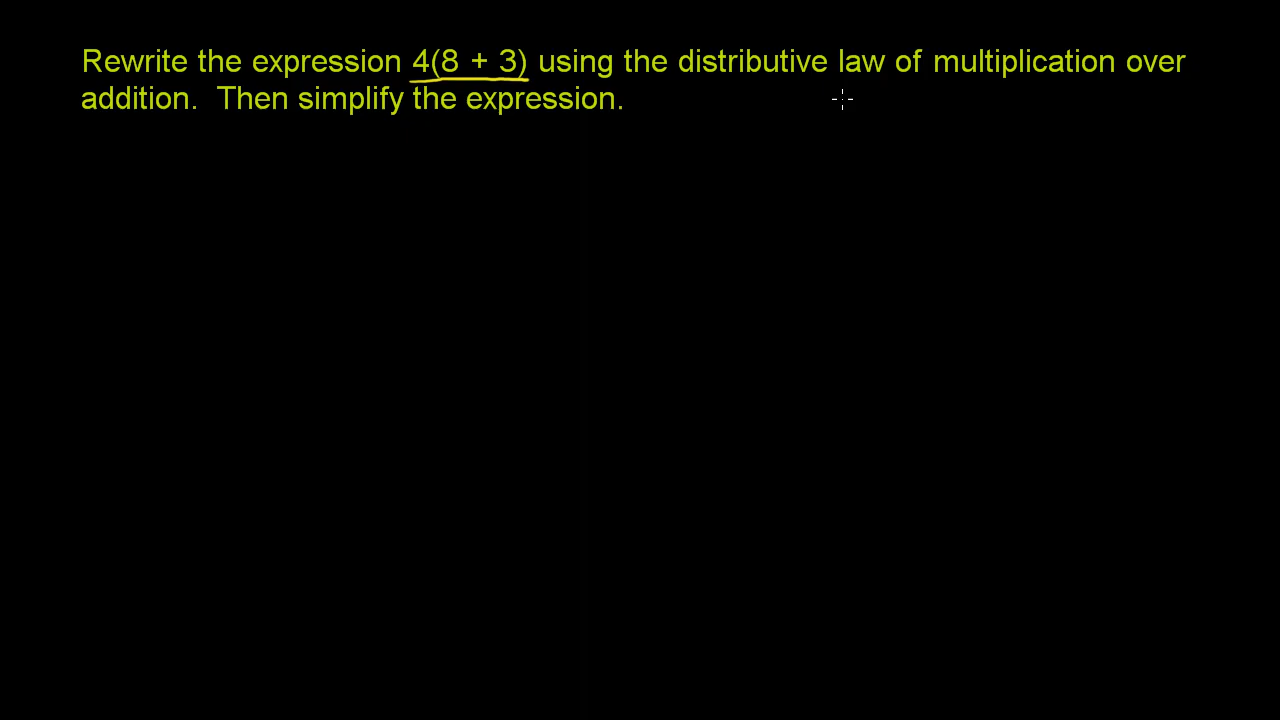 Rewrite the expression 4(8 + 3) using the distributive law of multiplication over
addition.  Then simplify the expression.